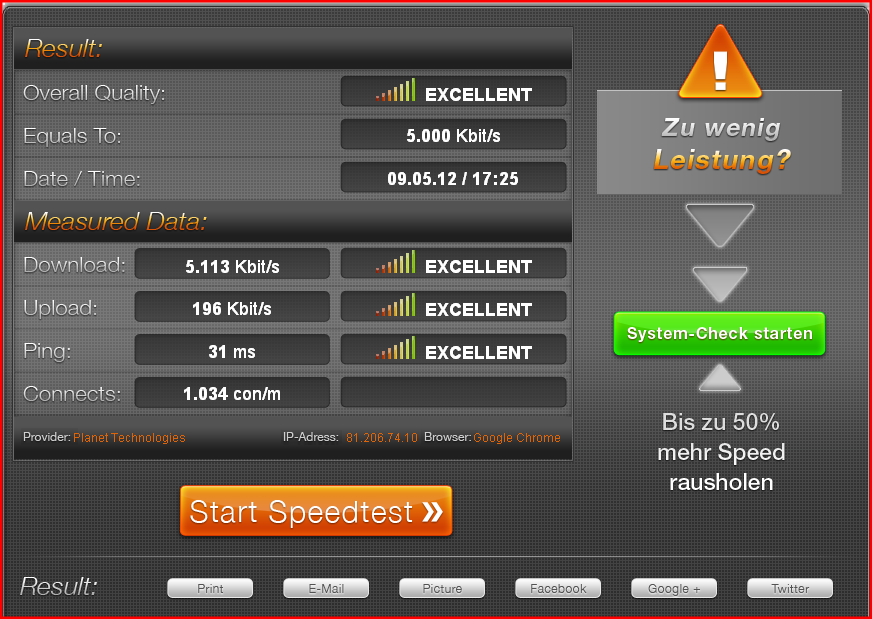 Result:
Overall Quality: EXCELLENT
Equals To: 5.000 Kbit/s
Date / Time: 09.05.12 / 17:25
Measured Data:
Download: 5.113 Kbit/s EXCELLENT
Upload: 196 Kbit/s EXCELLENT
Ping: 31 ms EXCELLENT
Connects: 1.034 con/m
Provider: Planet Technologies IP-Adress: 81.206.74.10 Browser: Google Chrome
Start Speedtest »
!
Zu wenig
Leistung?
System-Check starten
Bis zu 50%
mehr Speed
rausholen
Result: Print E-Mail Picture Facebook Google + Twitter